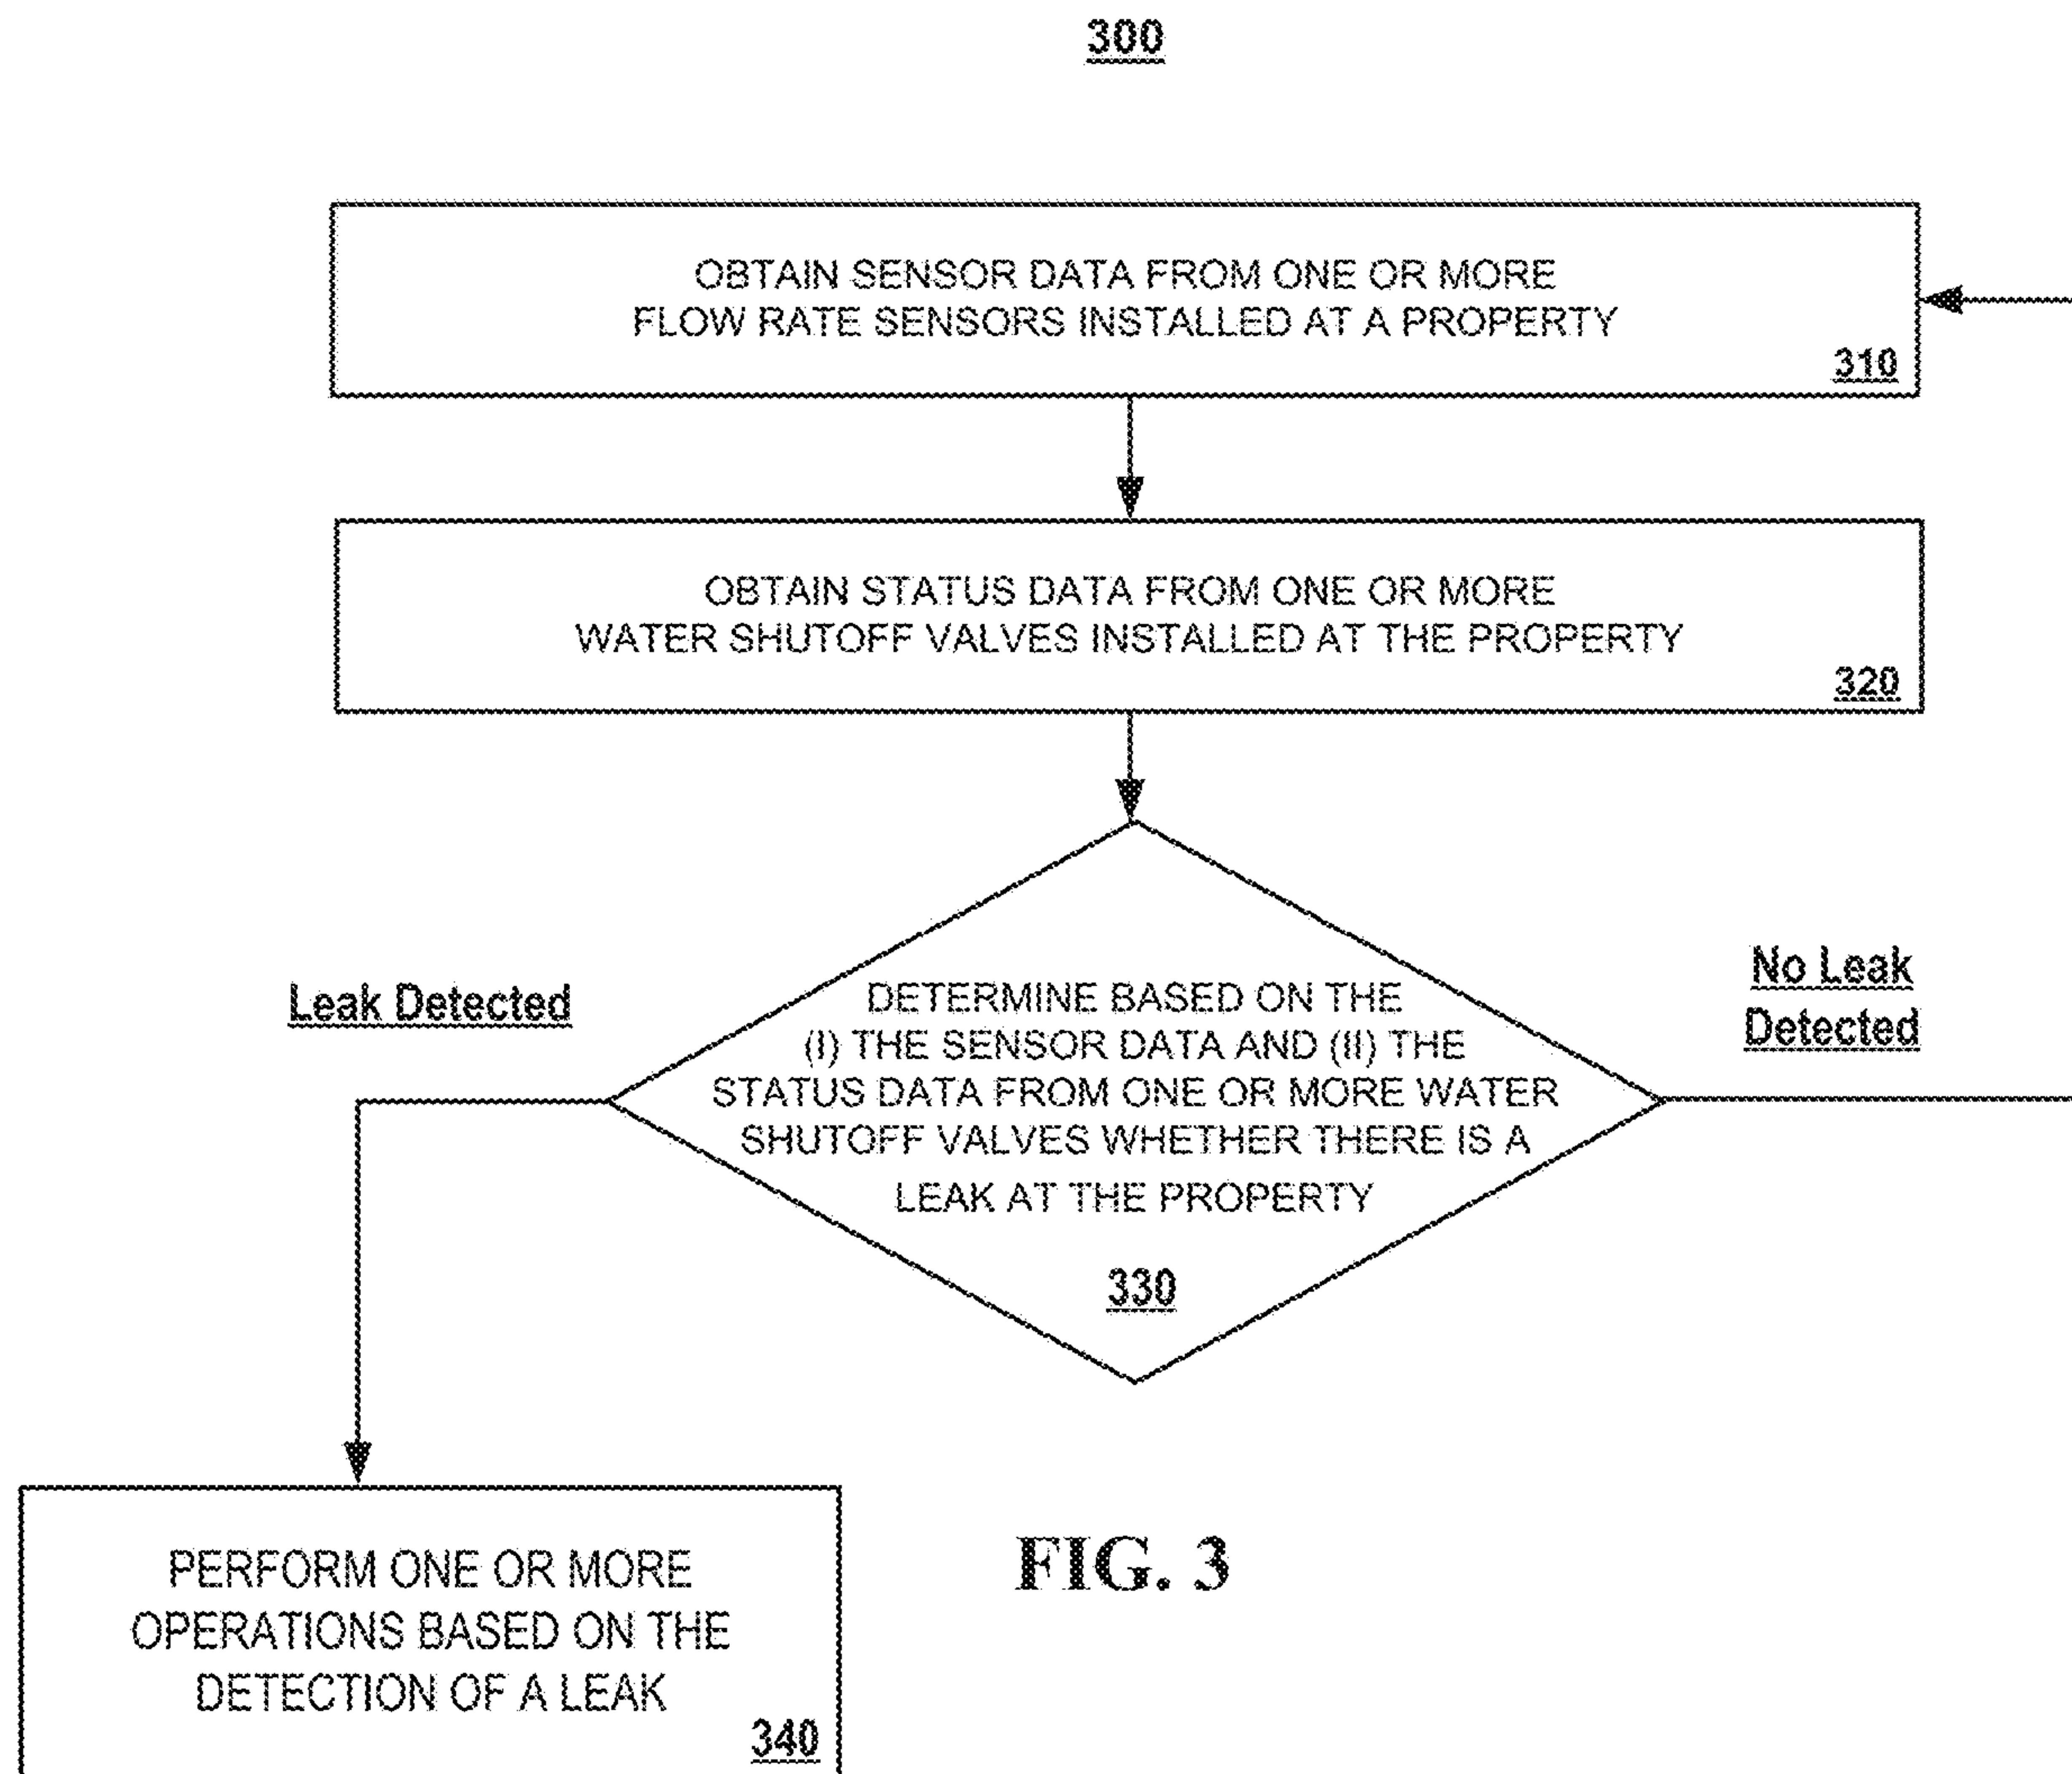 300
OBTAIN SENSOR DATA FROM ONE OR MORE
FLOW RATE SENSORS INSTALLED AT A PROPERTY
310
OBTAIN STATUS DATA FROM ONE OR MORE
WATER SHUTOFF VALVES INSTALLED AT THE PROPERTY
320
Leak Detected
No Leak
Detected
DETERMINE BASED ON THE
(I) THE SENSOR DATA AND (II) THE
STATUS DATA FROM ONE OR MORE WATER
SHUTOFF VALVES WHETHER THERE IS A
LEAK AT THE PROPERTY
330
PERFORM ONE OR MORE
OPERATIONS BASED ON THE
DETECTION OF A LEAK
340
FIG. 3